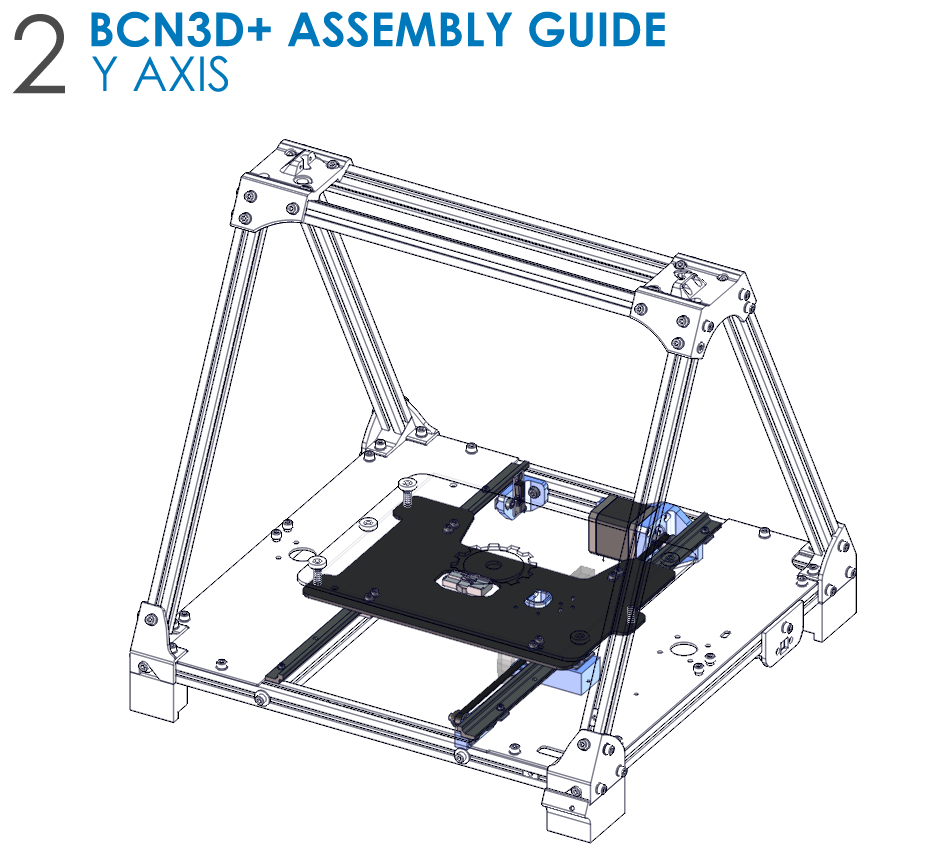 2
BCN3D+ ASSEMBLY GUIDE
Y AXIS